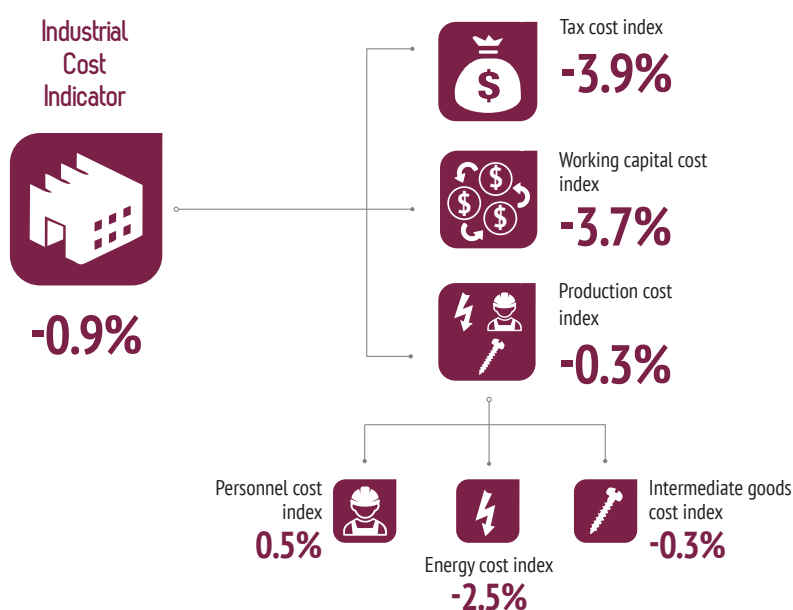 Industrial
Cost
Indicator
-0.9%
Tax cost index
-3.9%
$
Working capital cost
index
-3.7%
$
$
$
Production cost
index
-0.3%
Personnel cost
index
0.5%
Energy cost index
-2.5%
Intermediate goods
cost index
-0.3%